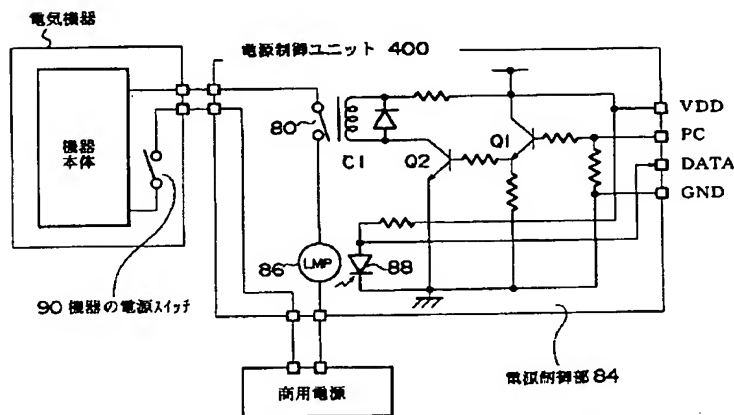 電気機器
電源制御ユニット 400
機器
本体
80
C1
Q2
Q1
VDD
PC
DATA
GND
86
LMP
88
90 機器の電源スイッチ
電源制御部 84
商用電源